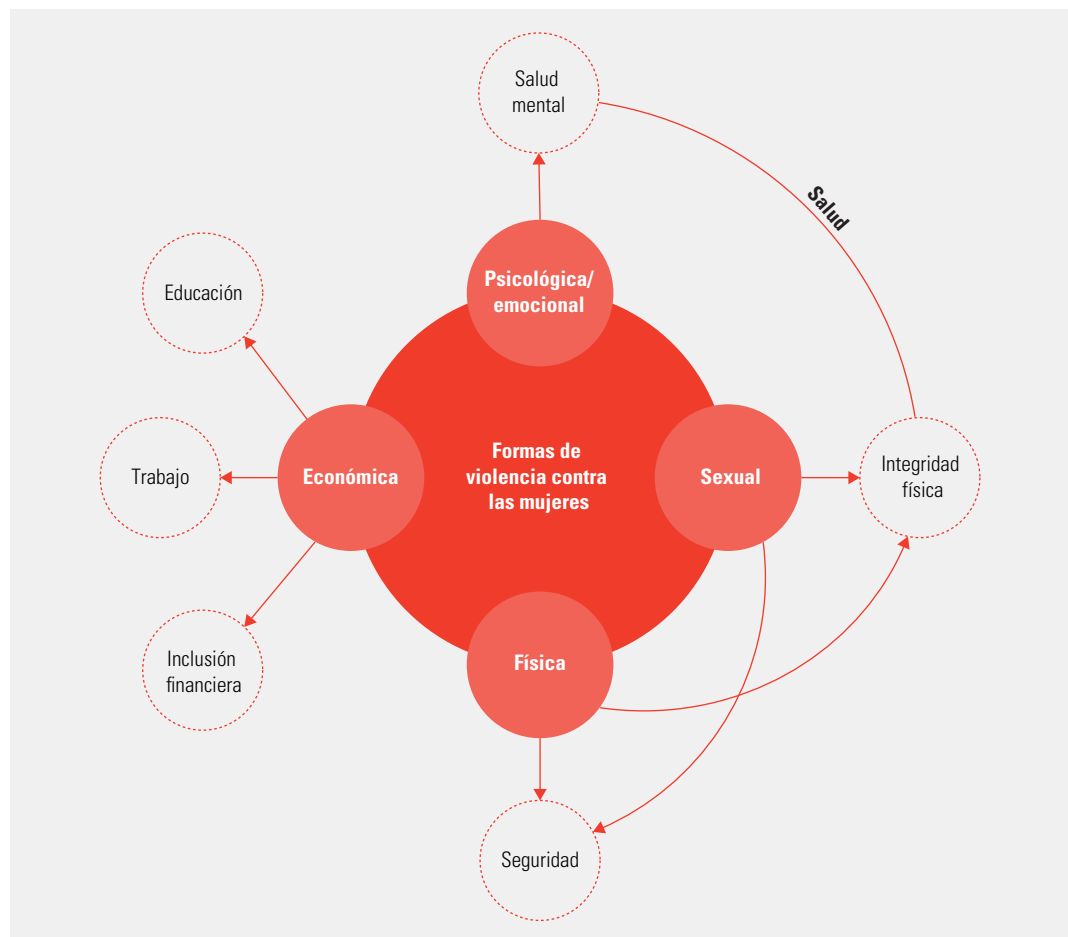 Salud
mental
Salud
Psicológica/
emocional
Educación
Formas de
violencia contra
las mujeres
Económica
Trabajo
Sexual
Integridad
física
Inclusión
financiera
Física
Seguridad